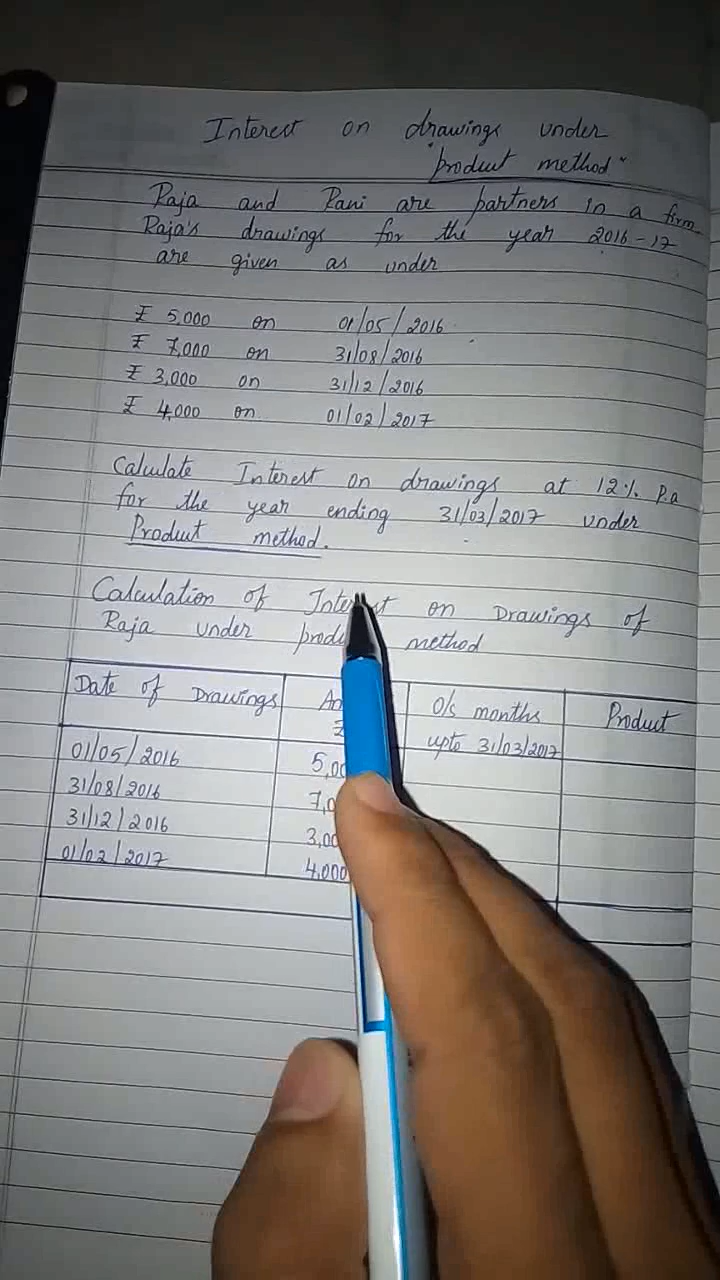 Interest on drawings under
"product method"
Raja and Rani are partners in a firm
Raja's drawings for the year 2016-17
are given as under
₹ 5,000 on 01/05/2016
₹ 7,000 on 31/08/2016
₹ 3,000 on 31/12/2016
₹ 4,000 on 01/02/2017
Calculate Interest on drawings at 12% P.a
for the year ending 31/03/2017 under
Product method.
Calculation of Interest on Drawings of
Raja under method
Date of Drawings O/s months Product
upto 31/03/2017
01/05/2016
31/08/2016
31/12/2016
01/02/2017 4,000